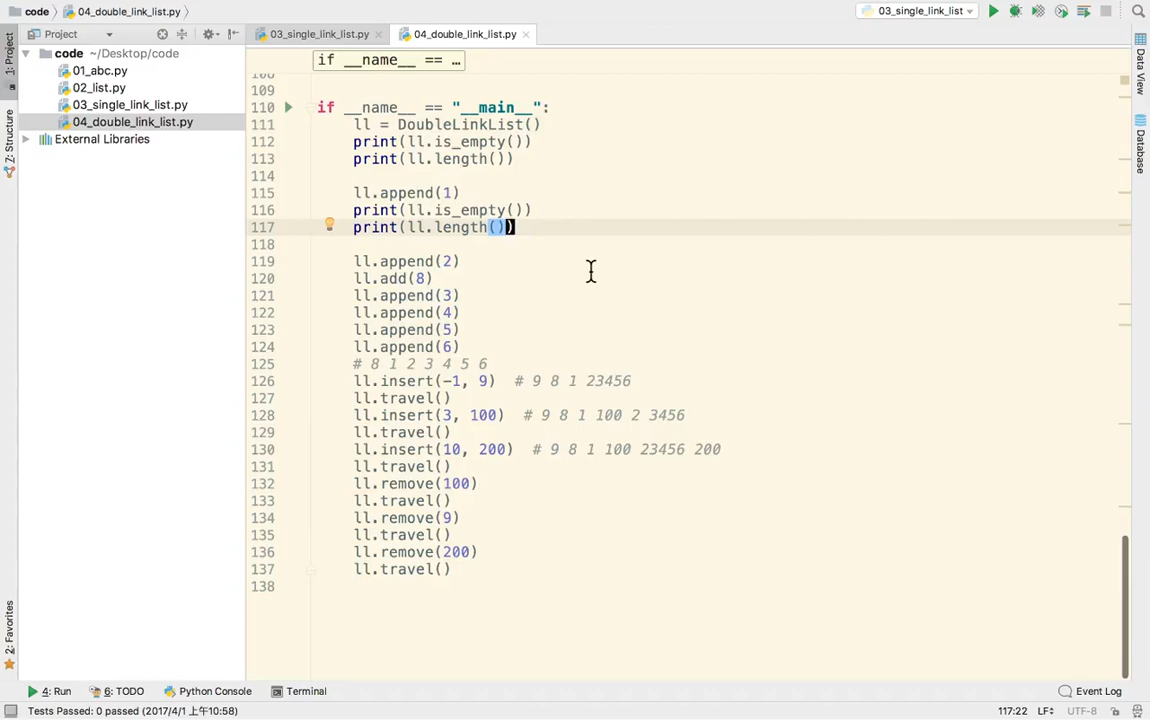 code 04_double_link_list.py 03_single_link_list
Project 03_single_link_list.py 04_double_link_list.py
1: Project
Z: Structure
2: Favorites
Data View
Database
code ~/Desktop/code
01_abc.py
02_list.py
03_single_link_list.py
04_double_link_list.py
External Libraries
if __name__ == …
108
109
110 if __name__ == "__main__":
111 ll = DoubleLinkList()
112 print(ll.is_empty())
113 print(ll.length())
114
115 ll.append(1)
116 print(ll.is_empty())
117 print(ll.length())
118
119 ll.append(2)
120 ll.add(8)
121 ll.append(3)
122 ll.append(4)
123 ll.append(5)
124 ll.append(6)
125 # 8 1 2 3 4 5 6
126 ll.insert(-1, 9) # 9 8 1 23456
127 ll.travel()
128 ll.insert(3, 100) # 9 8 1 100 2 3456
129 ll.travel()
130 ll.insert(10, 200) # 9 8 1 100 23456 200
131 ll.travel()
132 ll.remove(100)
133 ll.travel()
134 ll.remove(9)
135 ll.travel()
136 ll.remove(200)
137 ll.travel()
138
4: Run 6: TODO Python Console Terminal Event Log
Tests Passed: 0 passed (2017/4/1 上午10:58) 117:22 LF UTF-8